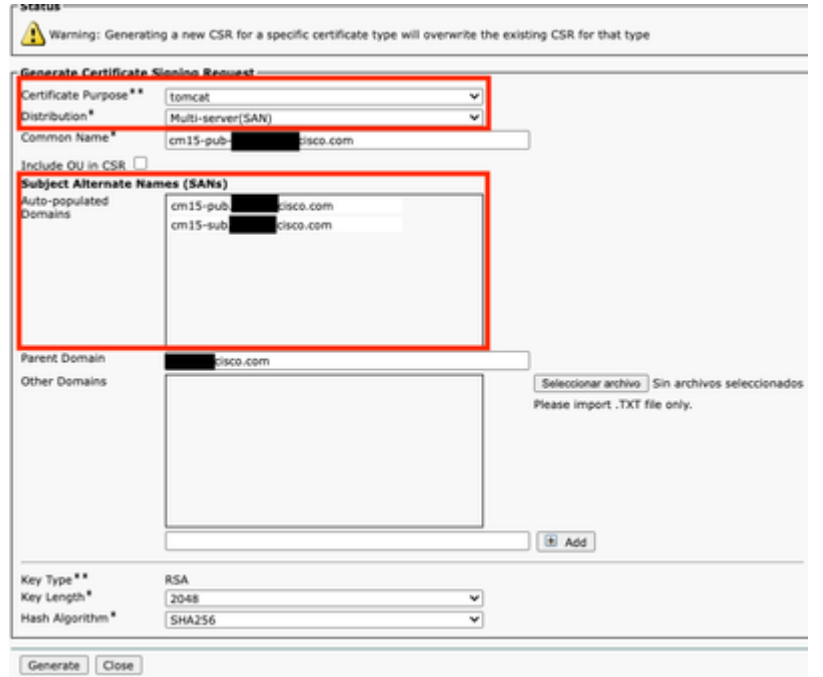 Status
Warning: Generating a new CSR for a specific certificate type will overwrite the existing CSR for that type
Generate Certificate Signing Request
Certificate Purpose** tomcat
Distribution* Multi-server(SAN)
Common Name* cm15-pub- cisco.com
Include OU in CSR
Subject Alternate Names (SANs)
Auto-populated cm15-pub. cisco.com
Domains cm15-sub. cisco.com
Parent Domain cisco.com
Other Domains Seleccionar archivo Sin archivos seleccionados
Please import .TXT file only.
Add
Key Type** RSA
Key Length* 2048
Hash Algorithm* SHA256
Generate Close